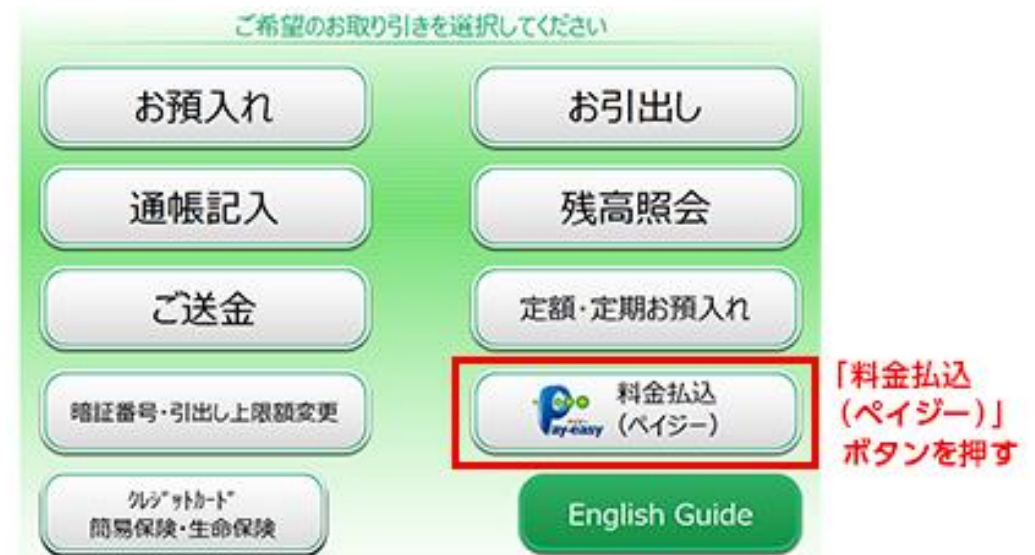 ご希望のお取り引きを選択してください
お預入れ
お引出し
通帳記入
残高照会
ご送金
定額・定期お預入れ
暗証番号・引出し上限額変更
Pay-easy
料金払込
(ペイジー)
「料金払込
(ペイジー)」
ボタンを押す
クレジットカード
簡易保険・生命保険
English Guide